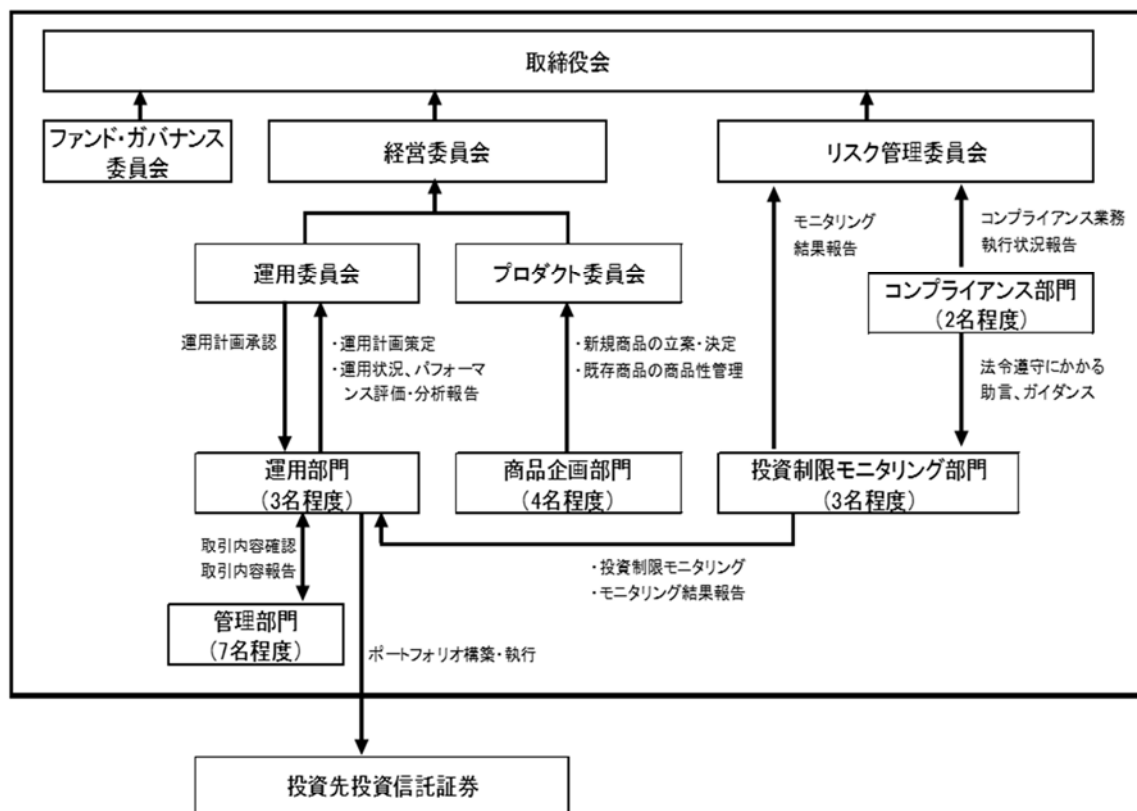 取締役会
ファンド・ガバナンス
委員会
経営委員会
リスク管理委員会
モニタリング
結果報告
コンプライアンス業務
執行状況報告
運用委員会
プロダクト委員会
コンプライアンス部門
(2名程度)
運用計画承認
・運用計画策定
・運用状況、パフォーマ
ンス評価・分析報告
・新規商品の立案・決定
・既存商品の商品性管理
法令遵守にかかる
助言、ガイダンス
運用部門
(3名程度)
商品企画部門
(4名程度)
投資制限モニタリング部門
(3名程度)
取引内容確認
取引内容報告
・投資制限モニタリング
・モニタリング結果報告
管理部門
(7名程度)
ポートフォリオ構築・執行
投資先投資信託証券